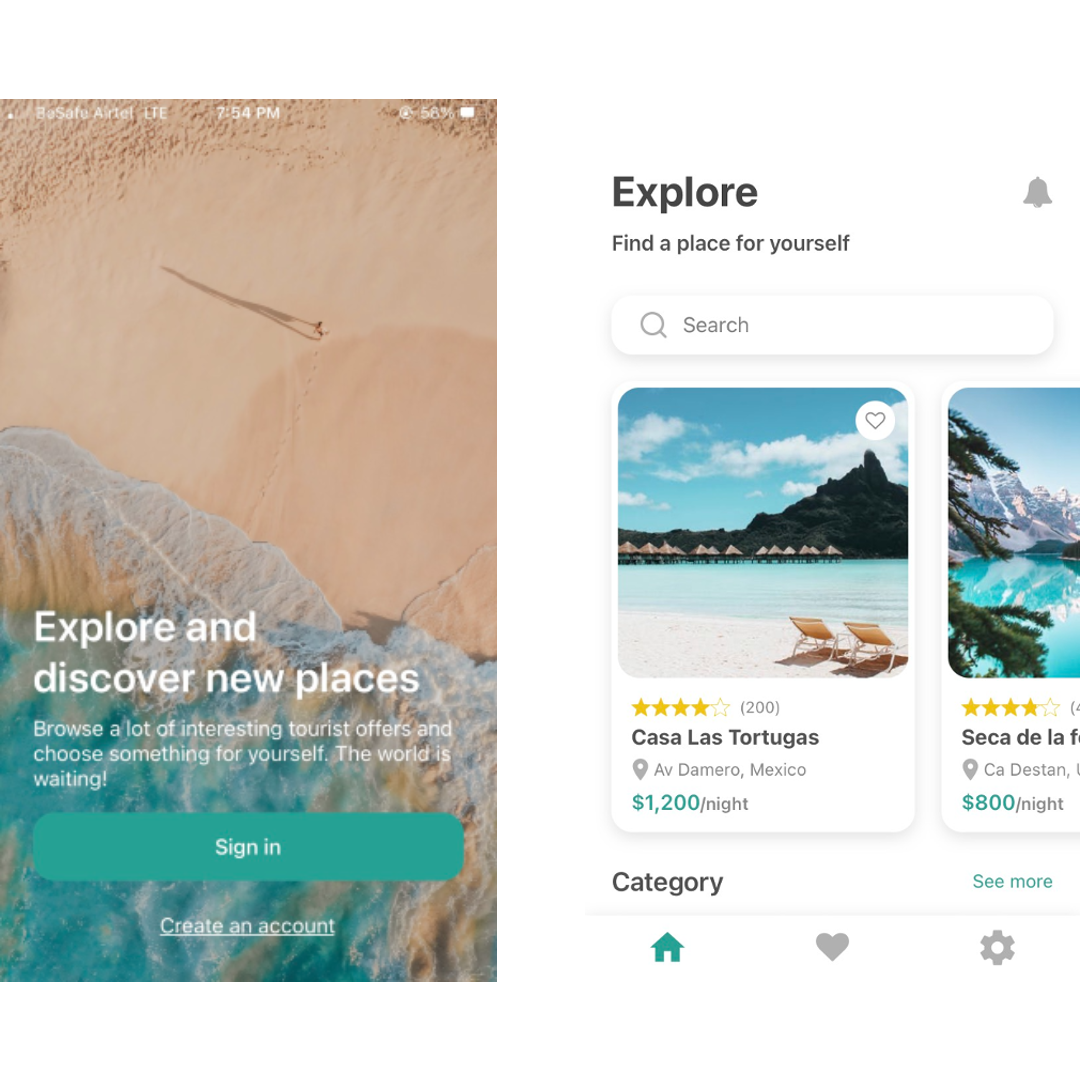 BeSafe Airtel LTE 7:54 PM 58%
Explore and
discover new places
Browse a lot of interesting tourist offers and
choose something for yourself. The world is
waiting!
Sign in
Create an account
Explore
Find a place for yourself
Search
(200)
Casa Las Tortugas
Av Damero, Mexico
$1,200/night
(4
Seca de la f
Ca Destan, U
$800/night
Category
See more